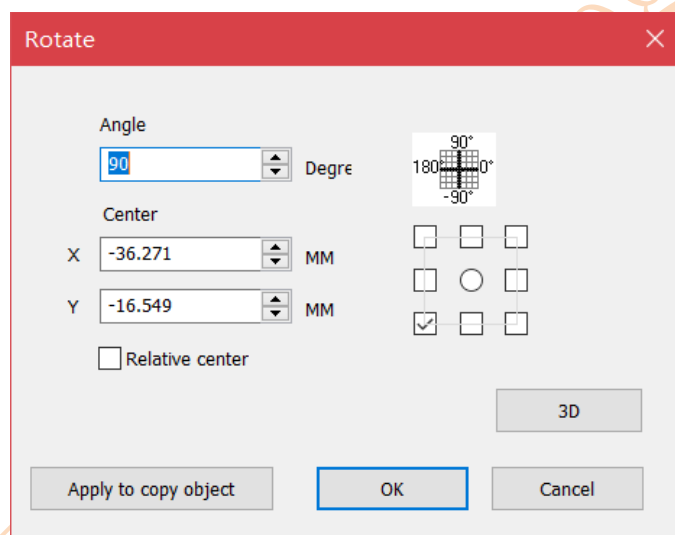 Rotate
Angle
90
Degre
Center
X
-36.271
MM
Y
-16.549
MM
Relative center
90°
180°
0°
-90°
3D
Apply to copy object
OK
Cancel